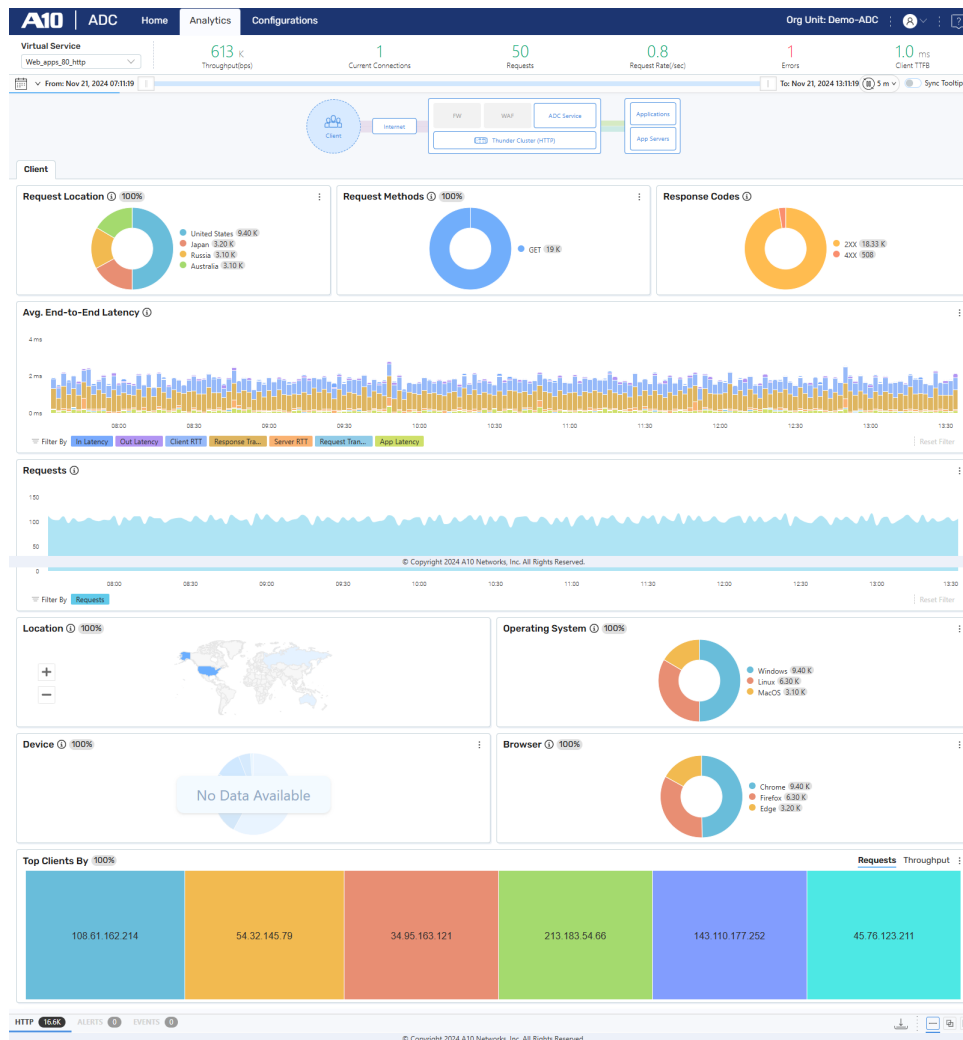 A10 ADC Home Analytics Configurations Org Unit: Demo-ADC
Virtual Service
Web_apps_80_http
613 K 1 50 0.8 1 1.0 ms
Throughput(bps) Current Connections Requests Request Rate(/sec) Errors Client TTFB
From: Nov 21, 2024 07:11:19 To: Nov 21, 2024 13:11:19 5 m Sync Tooltip
Client Internet FW WAF ADC Service Applications
Thunder Cluster (HTTP) App Servers
Client
Request Location 100% Request Methods 100% Response Codes
United States 9.40 K
Japan 3.20 K
Russia 3.10 K
Australia 3.10 K
GET 19 K
2XX 18.33 K
4XX 508
Avg. End-to-End Latency
4 ms
2 ms
0 ms
08:00 08:30 09:00 09:30 10:00 10:30 11:00 11:30 12:00 12:30 13:00 13:30
Filter By In Latency Out Latency Client RTT Response Tra... Server RTT Request Tran... App Latency Reset Filter
Requests
150
100
50
© Copyright 2024 A10 Networks, Inc. All Rights Reserved.
0
08:00 08:30 09:00 09:30 10:00 10:30 11:00 11:30 12:00 12:30 13:00 13:30
Filter By Requests Reset Filter
Location 100% Operating System 100%
Windows 9.40 K
Linux 6.30 K
MacOS 3.10 K
Device 100% Browser 100%
No Data Available
Chrome 9.40 K
Firefox 6.30 K
Edge 3.20 K
Top Clients By 100% Requests Throughput
108.61.162.214 54.32.145.79 34.95.163.121 213.183.54.66 143.110.177.252 45.76.123.211
HTTP 16.6K ALERTS 0 EVENTS 0
© Copyright 2024 A10 Networks, Inc. All Rights Reserved.